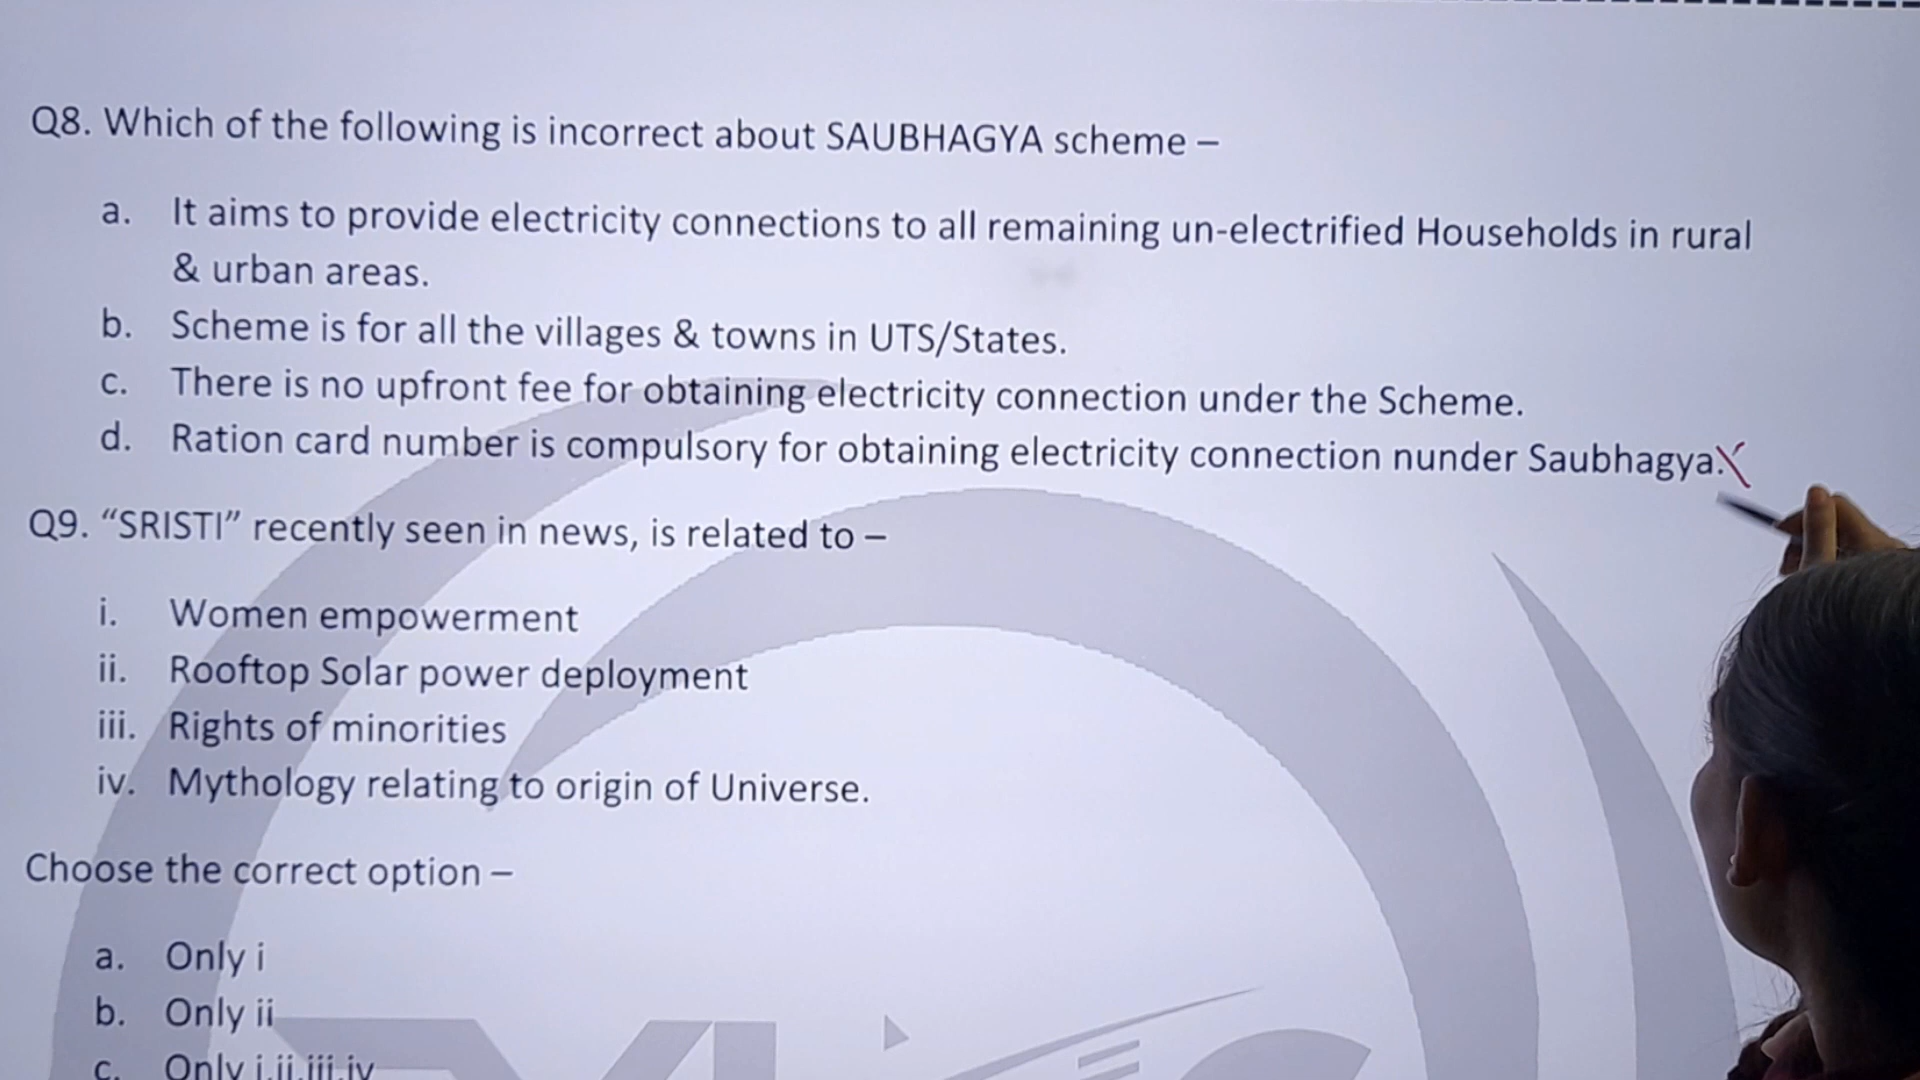 Q8. Which of the following is incorrect about SAUBHAGYA scheme –
a. It aims to provide electricity connections to all remaining un-electrified Households in rural
& urban areas.
b. Scheme is for all the villages & towns in UTS/States.
c. There is no upfront fee for obtaining electricity connection under the Scheme.
d. Ration card number is compulsory for obtaining electricity connection nunder Saubhagya.
Q9. “SRISTI” recently seen in news, is related to –
i. Women empowerment
ii. Rooftop Solar power deployment
iii. Rights of minorities
iv. Mythology relating to origin of Universe.
Choose the correct option –
a. Only i
b. Only ii
c. Only i,ii,iii,iv